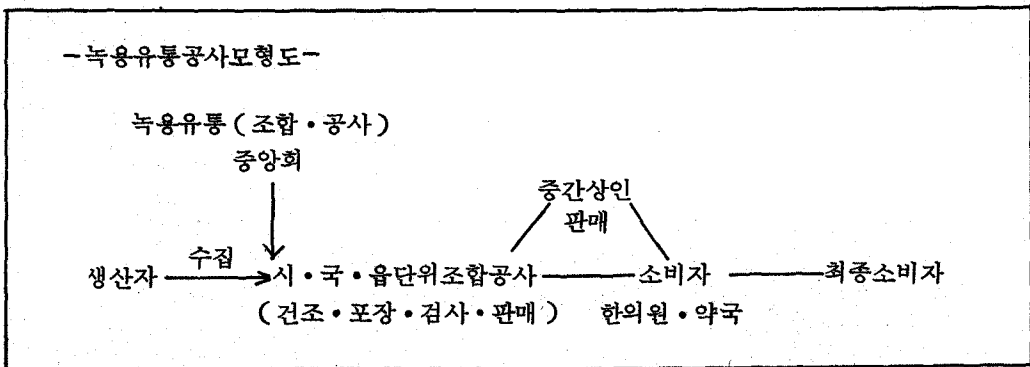 -녹용유통공사모형도-
녹용유통(조합·공사)
중앙회
중간상인
판매
생산자 수집 시·국·읍단위조합공사 소비자 최종소비자
(건조·포장·검사·판매) 한의원·약국